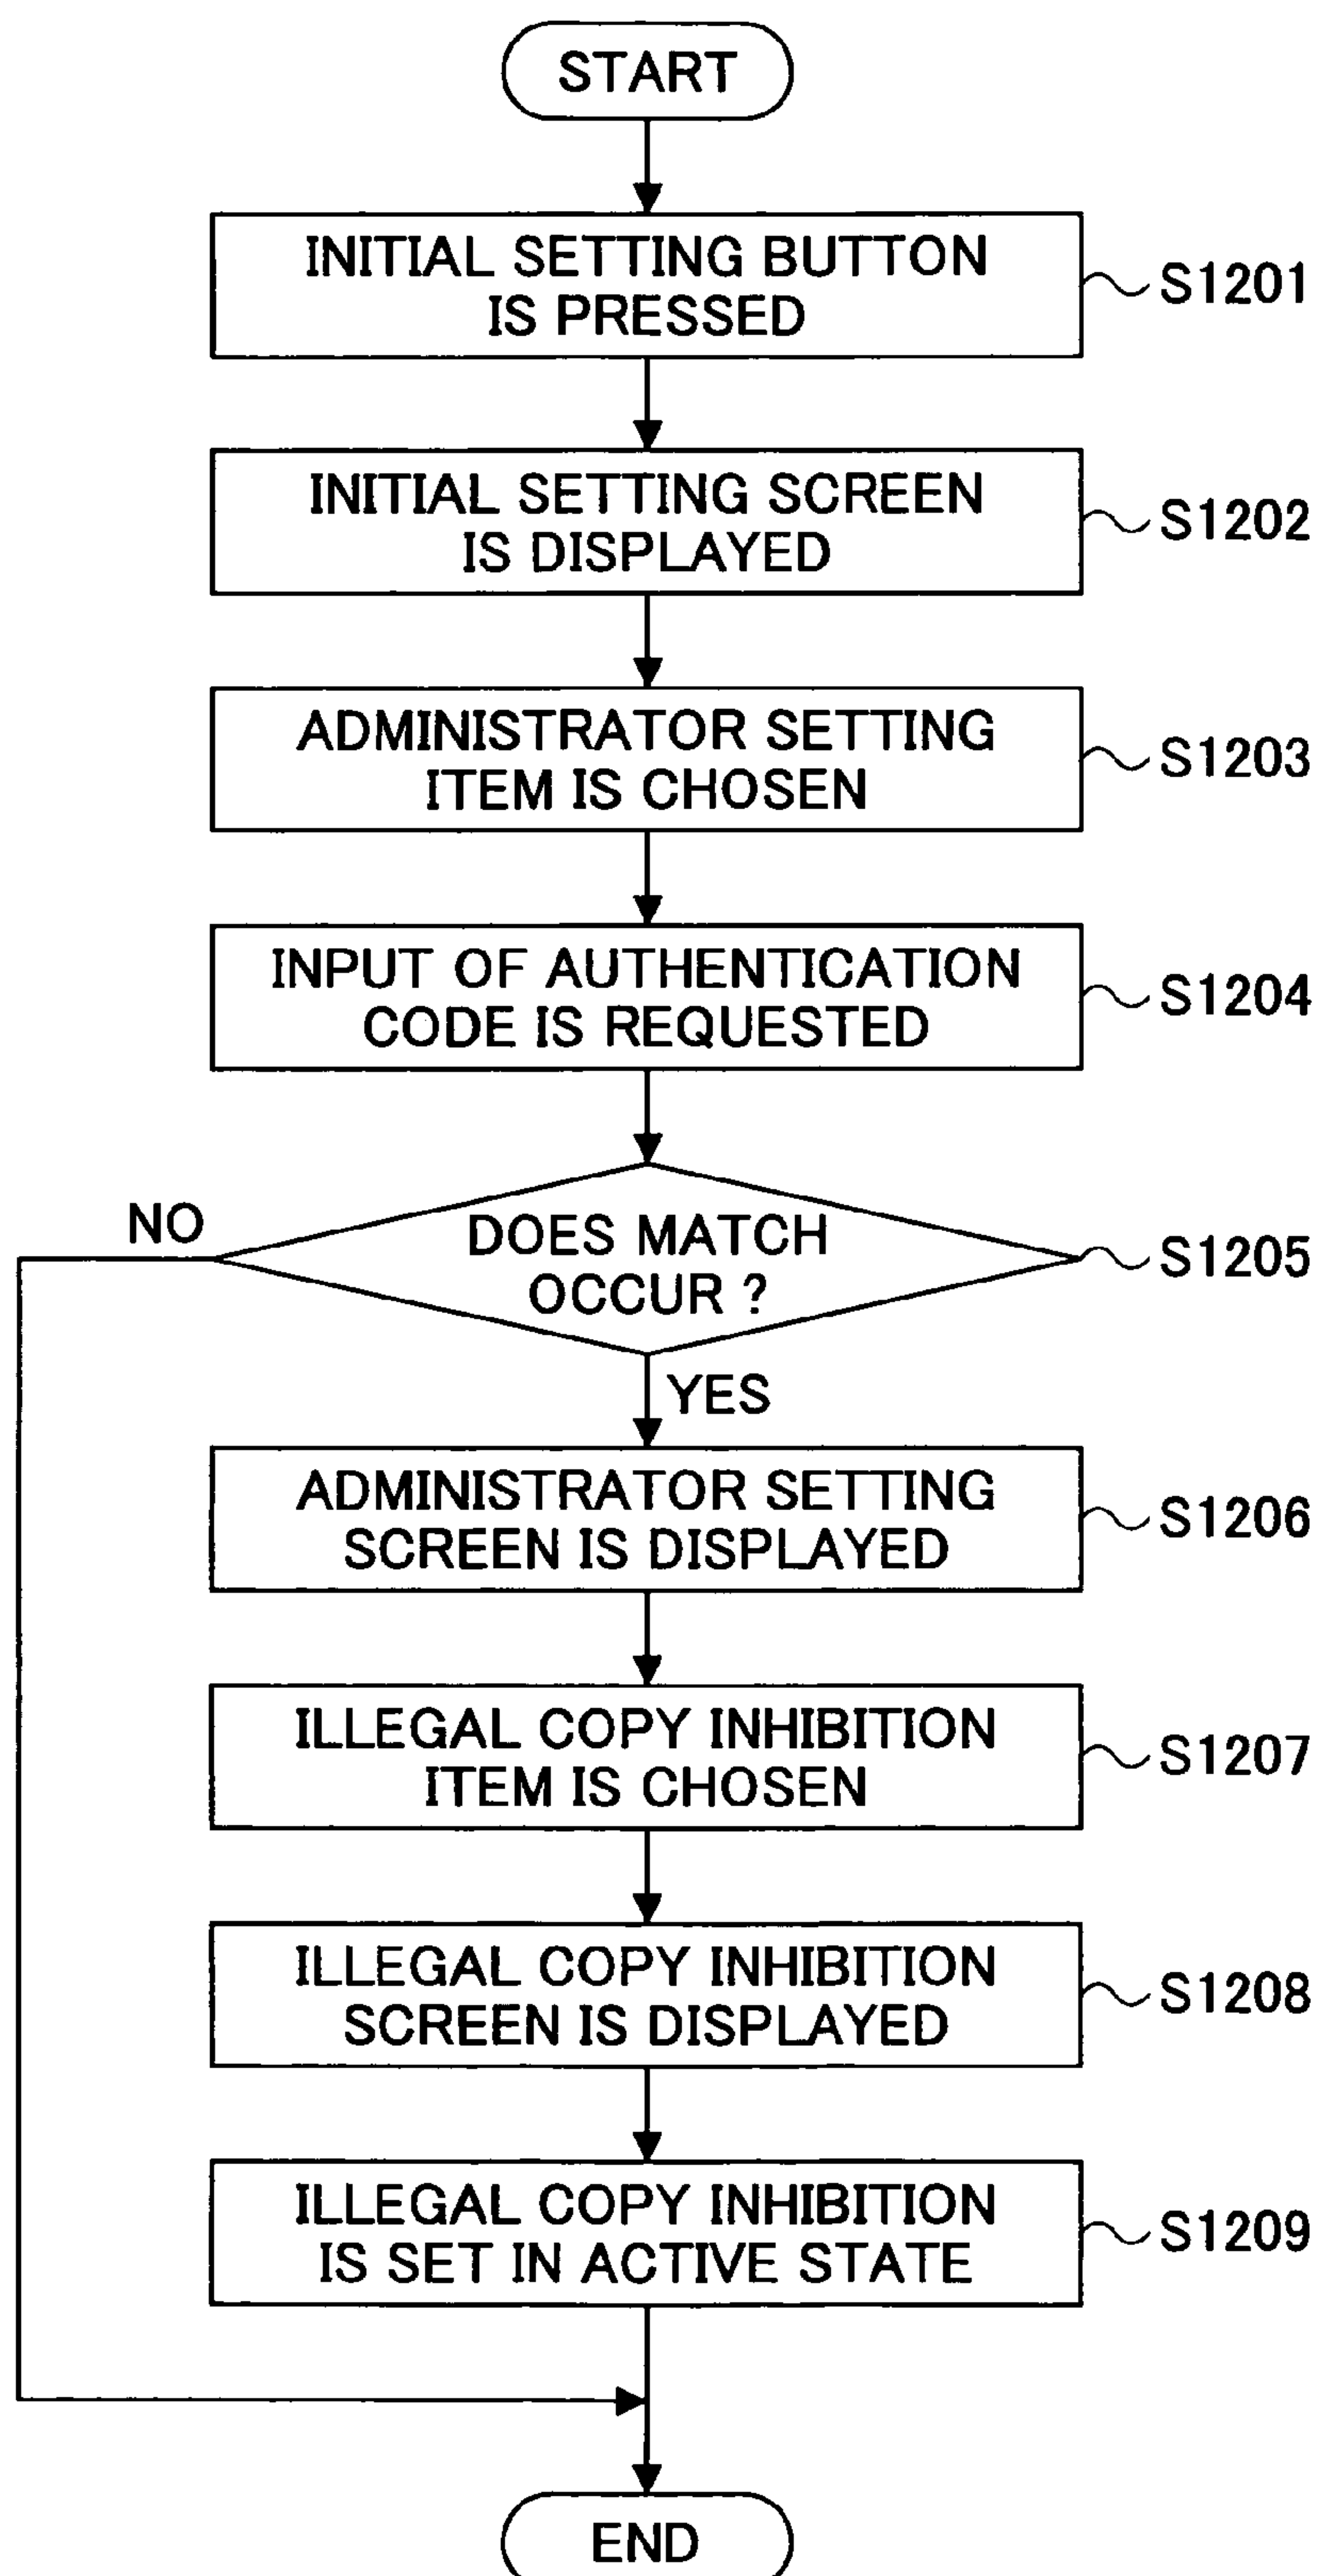 START
INITIAL SETTING BUTTON
IS PRESSED
S1201
INITIAL SETTING SCREEN
IS DISPLAYED
S1202
ADMINISTRATOR SETTING
ITEM IS CHOSEN
S1203
INPUT OF AUTHENTICATION
CODE IS REQUESTED
S1204
NO
DOES MATCH
OCCUR ?
S1205
YES
ADMINISTRATOR SETTING
SCREEN IS DISPLAYED
S1206
ILLEGAL COPY INHIBITION
ITEM IS CHOSEN
S1207
ILLEGAL COPY INHIBITION
SCREEN IS DISPLAYED
S1208
ILLEGAL COPY INHIBITION
IS SET IN ACTIVE STATE
S1209
END